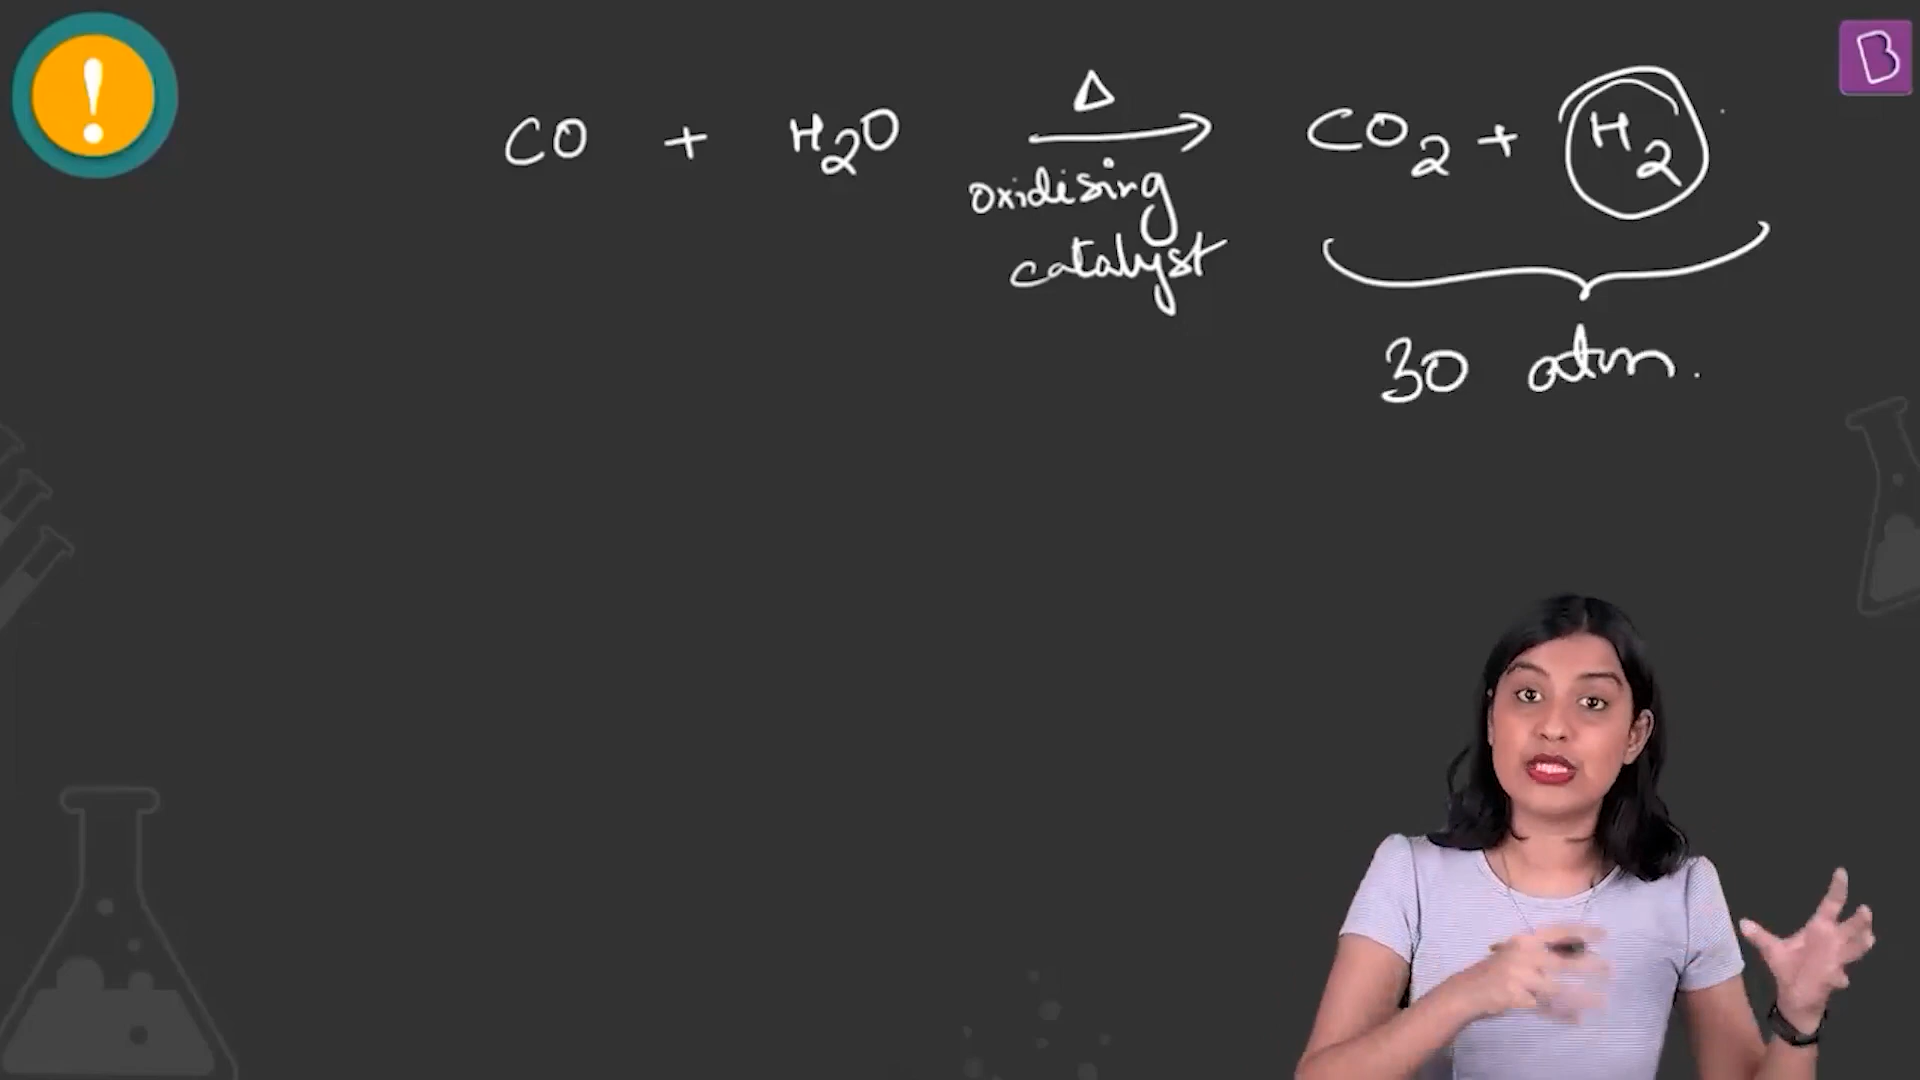 Δ
CO + H2O → CO2 + H2
oxidising
catalyst
30 atm.
B
!